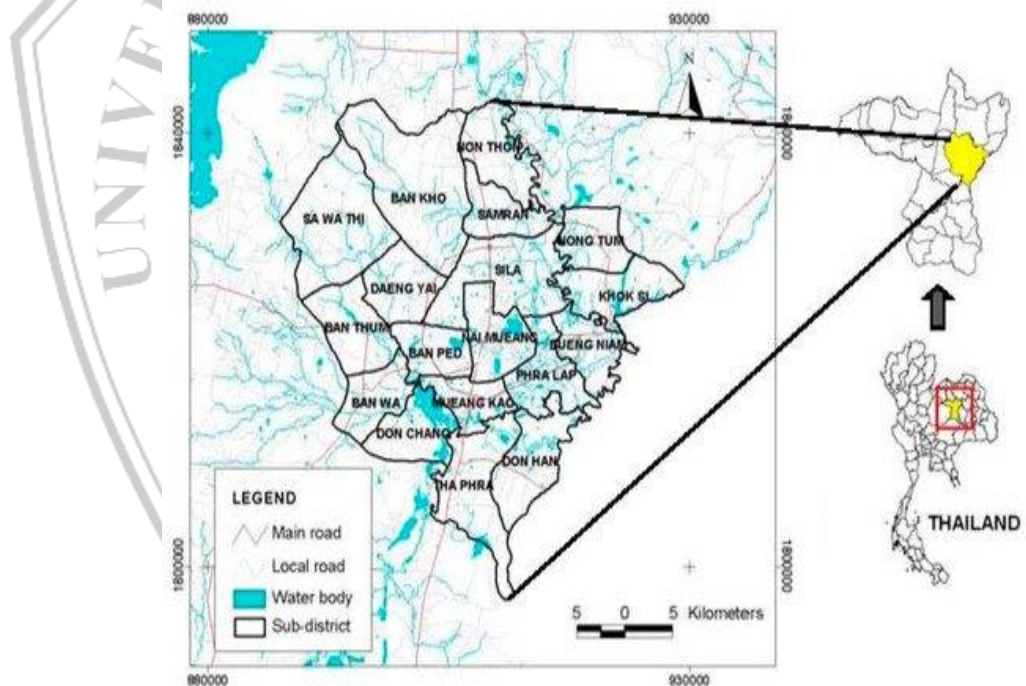 UNIVE
880000
930000
N
1840000
NON THON
BAN KHO
SA WA THI
SAMRAN
NONG TUM
SILA
DAENG YAI
KHOK SI
BAN THUM
NAI MUEANG
BUENG NIAM
BAN PED
PHRA LAP
BAN WA
MUEANG KAO
DON CHANG
DON HAN
THA PHRA
THAILAND
LEGEND
Main road
Local road
Water body
Sub-district
1800000
1800000
5 0 5 Kilometers
880000
930000